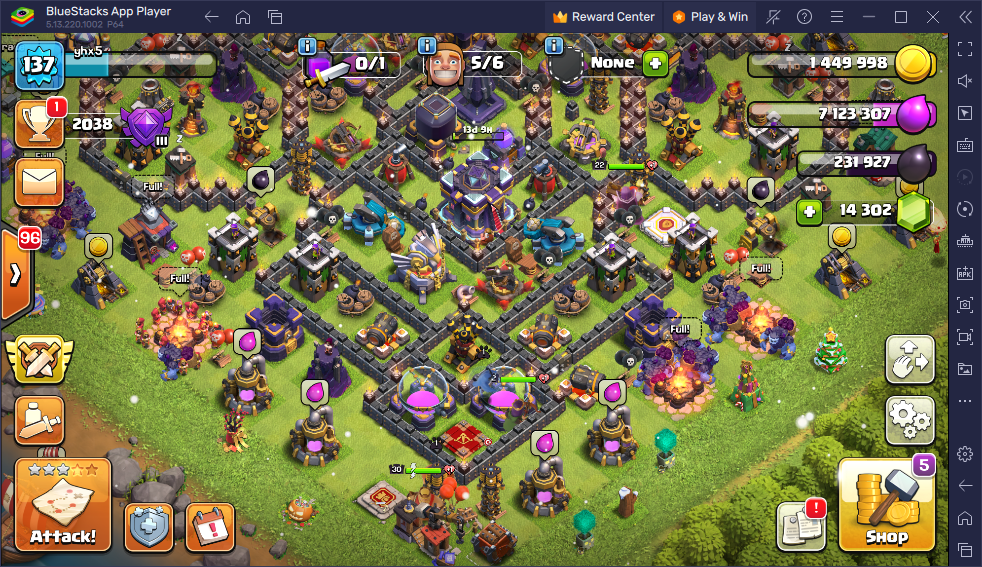 BlueStacks App Player
5.13.220.1002 P64
Reward Center
Play & Win
yhx5
137
0/1
5/6
None
1 449 998
1
2038
III
13d 9h
7 123 307
22
231 927
Full!
14 302
96
Full!
Full!
Full!
30
5
Attack!
Shop